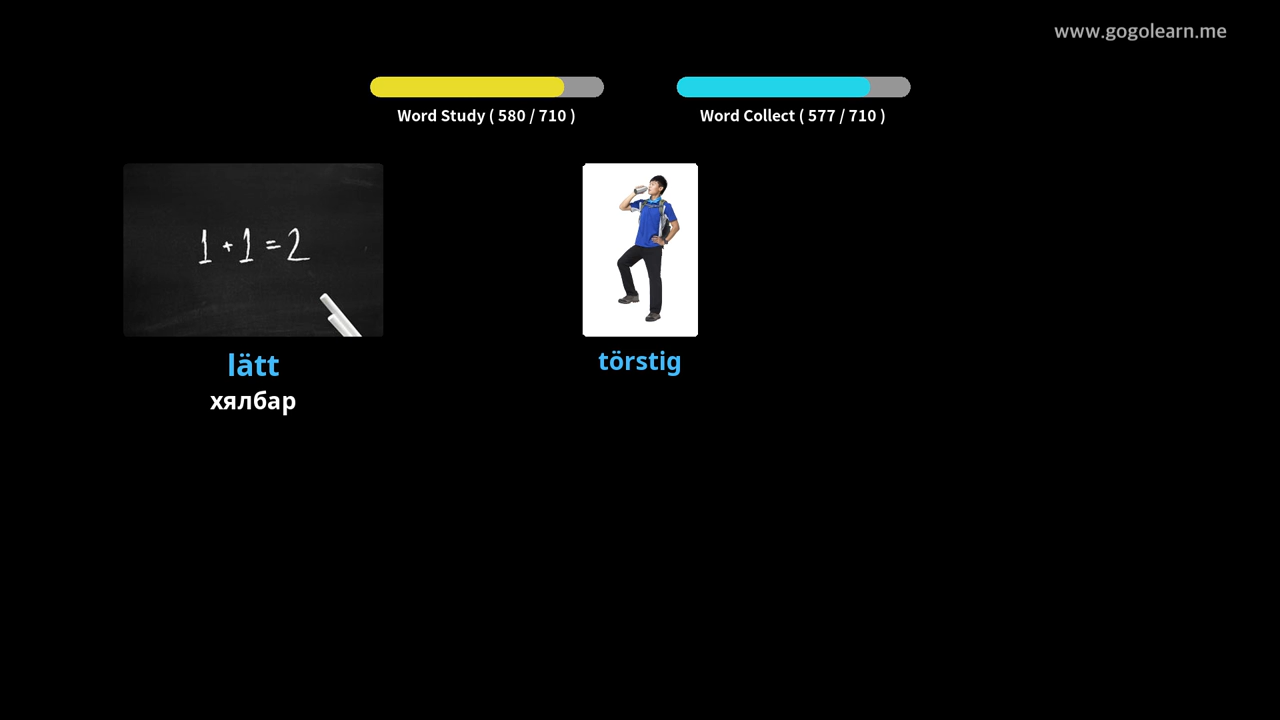 www.gogolearn.me
Word Study ( 580 / 710 )
Word Collect ( 577 / 710 )
1 + 1 = 2
lätt
хялбар
törstig